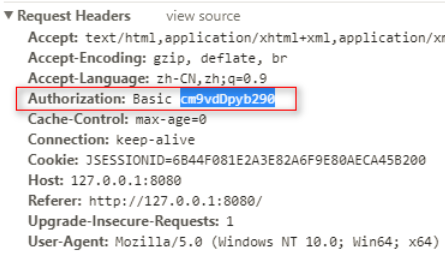 Request Headers view source
Accept: text/html,application/xhtml+xml,application/xm
Accept-Encoding: gzip, deflate, br
Accept-Language: zh-CN,zh;q=0.9
Authorization: Basic cm9vdDpyb290
Cache-Control: max-age=0
Connection: keep-alive
Cookie: JSESSIONID=6B44F081E2A3E82A6F9E80AECA45B200
Host: 127.0.0.1:8080
Referer: http://127.0.0.1:8080/
Upgrade-Insecure-Requests: 1
User-Agent: Mozilla/5.0 (Windows NT 10.0; Win64; x64)